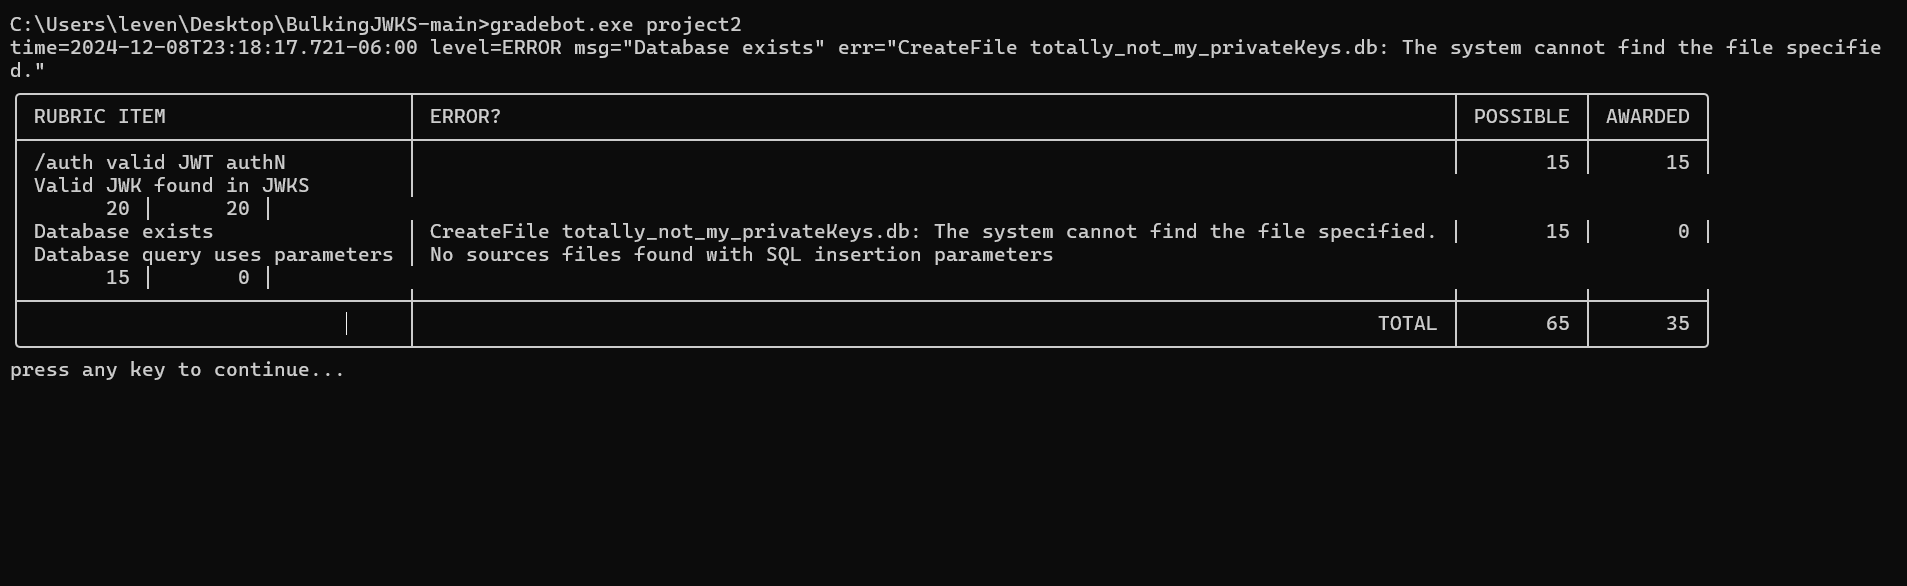 C:\Users\leven\Desktop\BulkingJWKS-main>gradebot.exe project2
time=2024-12-08T23:18:17.721-06:00 level=ERROR msg="Database exists" err="CreateFile totally_not_my_privateKeys.db: The system cannot find the file specifie
d."
RUBRIC ITEM ERROR? POSSIBLE AWARDED
/auth valid JWT authN 15 15
Valid JWK found in JWKS
20 20
Database exists CreateFile totally_not_my_privateKeys.db: The system cannot find the file specified. 15 0
Database query uses parameters No sources files found with SQL insertion parameters
15 0
TOTAL 65 35
press any key to continue...